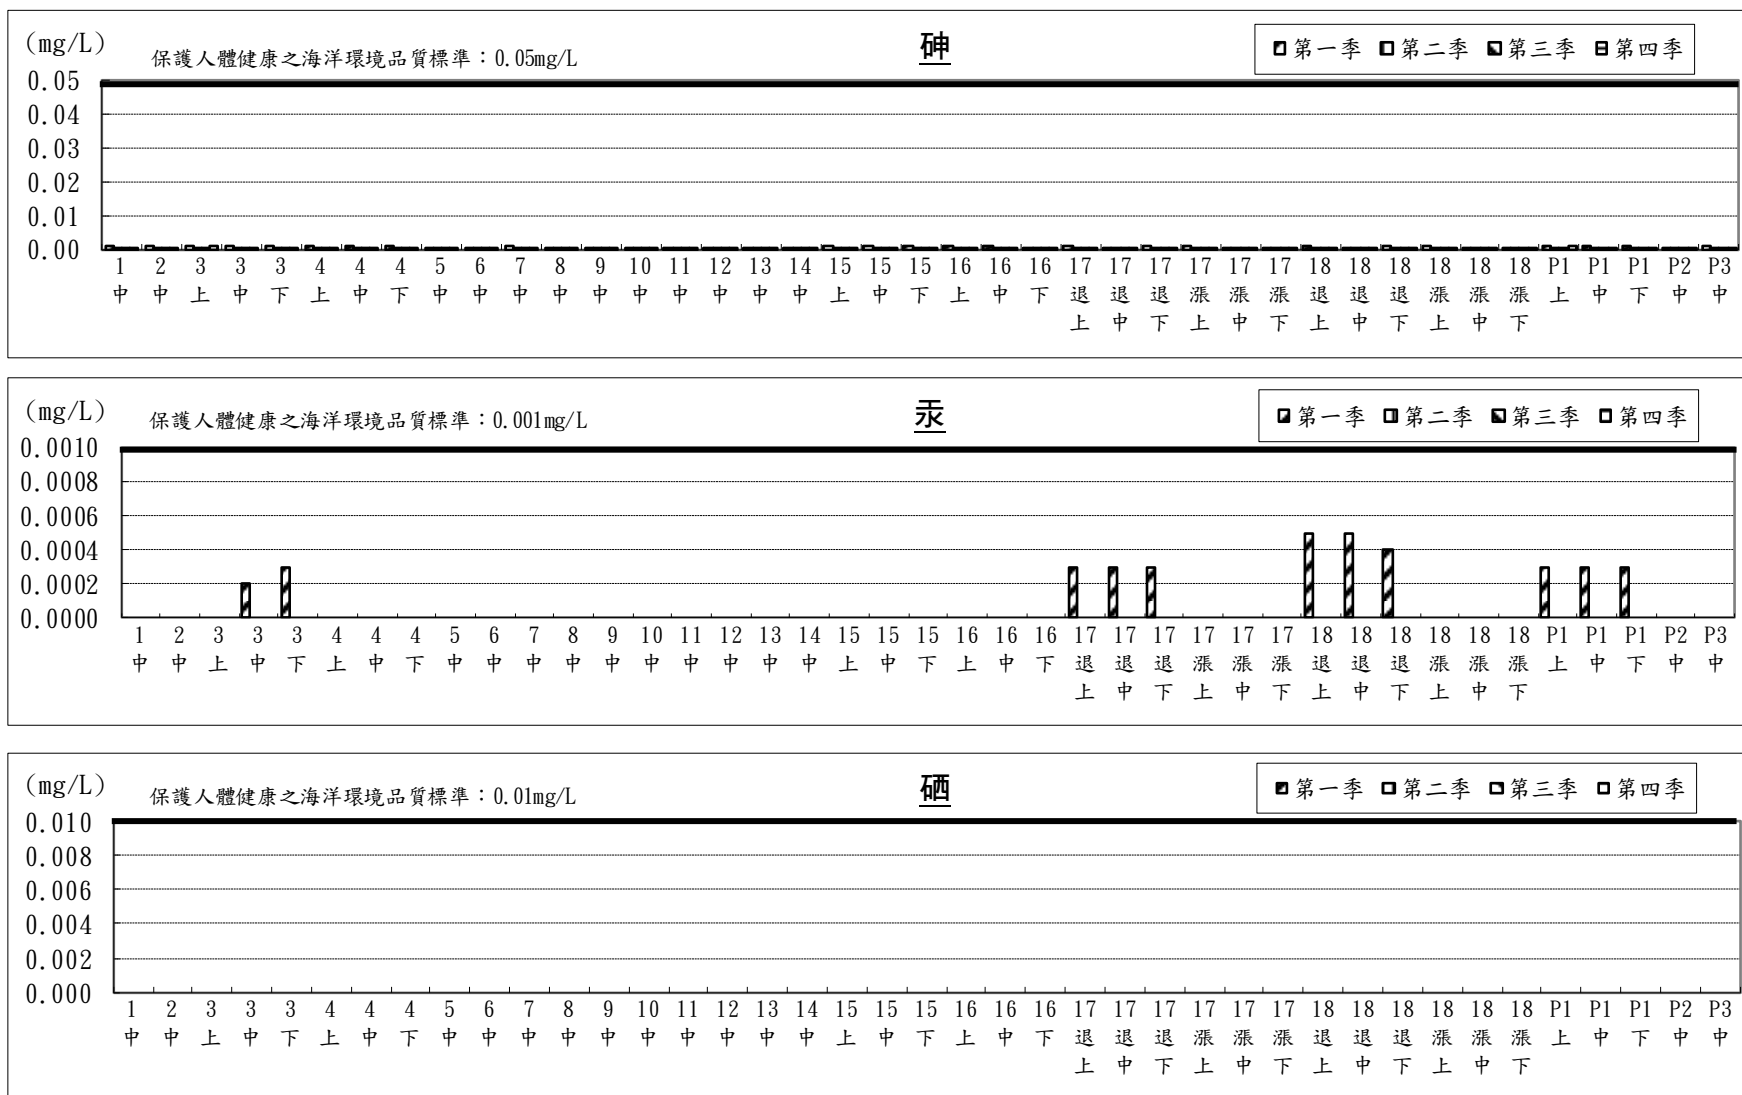 砷
(mg/L)
保護人體健康之海洋環境品質標準：0.05mg/L
第一季 第二季 第三季 第四季
0.05
0.04
0.03
0.02
0.01
0.00
1 2 3 3 3 4 4 4 5 6 7 8 9 10 11 12 13 14 15 15 15 16 16 16 17 17 17 17 17 17 18 18 18 18 18 18 P1 P1 P1 P2 P3
中 中 上 中 下 上 中 下 中 中 中 中 中 中 中 中 中 中 上 中 下 上 中 下 退 退 退 漲 漲 漲 退 退 退 漲 漲 漲 上 中 下 中 中
上 中 下 上 中 下 上 中 下 上 中 下
汞
(mg/L)
保護人體健康之海洋環境品質標準：0.001mg/L
第一季 第二季 第三季 第四季
0.0010
0.0008
0.0006
0.0004
0.0002
0.0000
1 2 3 3 3 4 4 4 5 6 7 8 9 10 11 12 13 14 15 15 15 16 16 16 17 17 17 17 17 17 18 18 18 18 18 18 P1 P1 P1 P2 P3
中 中 上 中 下 上 中 下 中 中 中 中 中 中 中 中 中 中 上 中 下 上 中 下 退 退 退 漲 漲 漲 退 退 退 漲 漲 漲 上 中 下 中 中
上 中 下 上 中 下 上 中 下 上 中 下
硒
(mg/L)
保護人體健康之海洋環境品質標準：0.01mg/L
第一季 第二季 第三季 第四季
0.010
0.008
0.006
0.004
0.002
0.000
1 2 3 3 3 4 4 4 5 6 7 8 9 10 11 12 13 14 15 15 15 16 16 16 17 17 17 17 17 17 18 18 18 18 18 18 P1 P1 P1 P2 P3
中 中 上 中 下 上 中 下 中 中 中 中 中 中 中 中 中 中 上 中 下 上 中 下 退 退 退 漲 漲 漲 退 退 退 漲 漲 漲 上 中 下 中 中
上 中 下 上 中 下 上 中 下 上 中 下